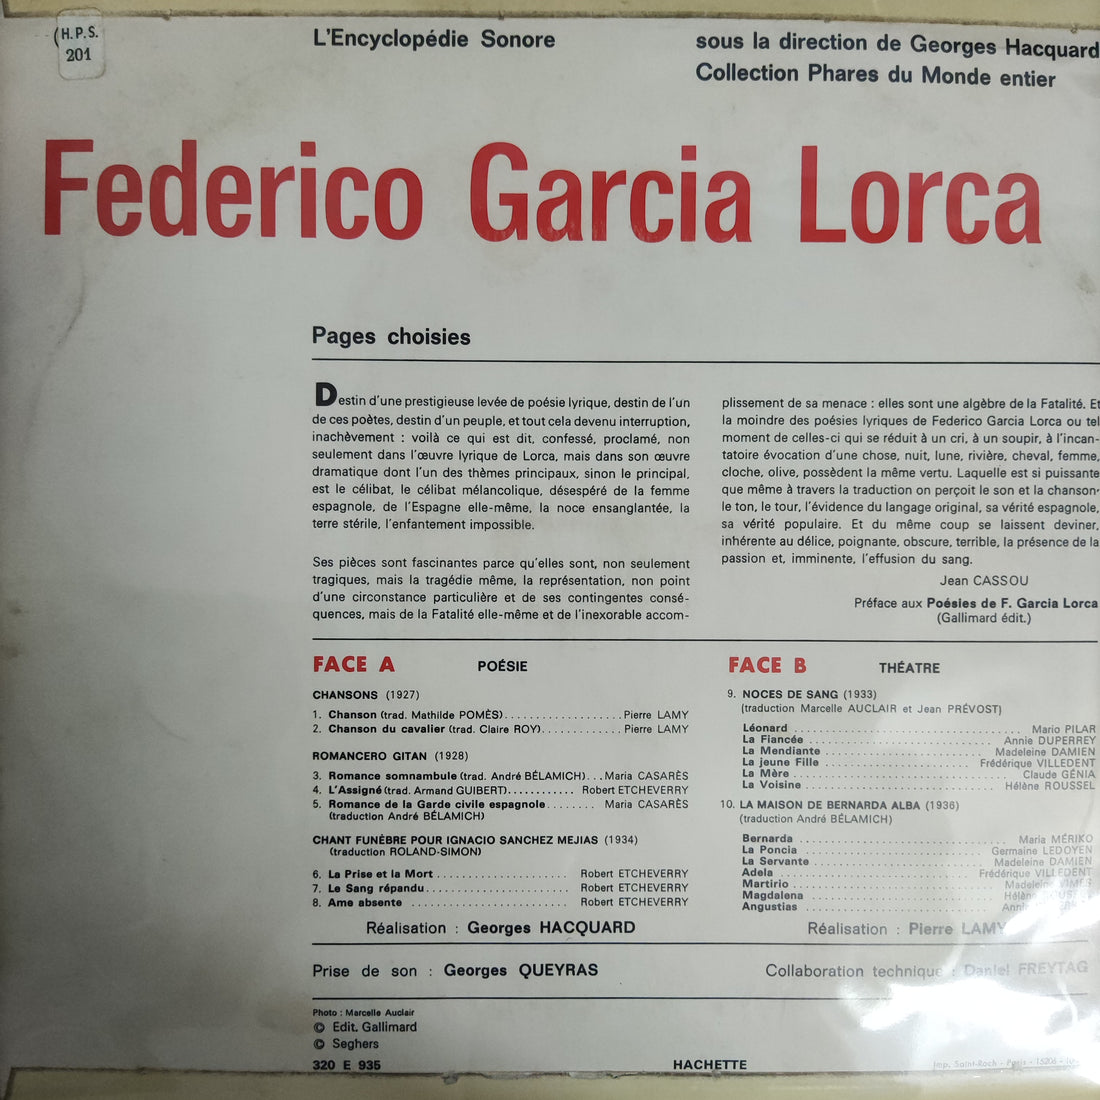 (H.P.S.
201
L'Encyclopédie Sonore
sous la direction de Georges Hacquard
Collection Phares du Monde entier
Federico Garcia Lorca
Pages choisies
Destin d'une prestigieuse levée de poésie lyrique, destin de l'un
de ces poètes, destin d'un peuple, et tout cela devenu interruption,
inachèvement : voilà ce qui est dit, confessé, proclamé, non
seulement dans l'œuvre lyrique de Lorca, mais dans son œuvre
dramatique dont l'un des thèmes principaux, sinon le principal,
est le célibat, le célibat mélancolique, désespéré de la femme
espagnole, de l'Espagne elle-même, la noce ensanglantée, la
terre stérile, l'enfantement impossible.
Ses pièces sont fascinantes parce qu'elles sont, non seulement
tragiques, mais la tragédie même, la représentation, non point
d'une circonstance particulière et de ses contingentes consé-
quences, mais de la Fatalité elle-même et de l'inexorable accom-
plissement de sa menace : elles sont une algèbre de la Fatalité. Et
la moindre des poésies lyriques de Federico Garcia Lorca ou tel
moment de celles-ci qui se réduit à un cri, à un soupir, à l'incan-
tatoire évocation d'une chose, nuit, lune, rivière, cheval, femme,
cloche, olive, possèdent la même vertu. Laquelle est si puissante
que même à travers la traduction on perçoit le son et la chanson,
le ton, le tour, l'évidence du langage original, sa vérité espagnole,
sa vérité populaire. Et du même coup se laissent deviner,
inhérente au délice, poignante, obscure, terrible, la présence de la
passion et, imminente, l'effusion du sang.
Jean CASSOU
Préface aux Poésies de F. Garcia Lorca
(Gallimard édit.)
FACE A POÉSIE
CHANSONS (1927)
1. Chanson (trad. Mathilde POMÈS)................... Pierre LAMY
2. Chanson du cavalier (trad. Claire ROY)............. Pierre LAMY
ROMANCERO GITAN (1928)
3. Romance somnambule (trad. André BÉLAMICH)... Maria CASARÈS
4. L'Assigné (trad. Armand GUIBERT)............ Robert ETCHEVERRY
5. Romance de la Garde civile espagnole........ Maria CASARÈS
(traduction André BÉLAMICH)
CHANT FUNÈBRE POUR IGNACIO SANCHEZ MEJIAS (1934)
(traduction ROLAND-SIMON)
6. La Prise et la Mort ...................... Robert ETCHEVERRY
7. Le Sang répandu........................ Robert ETCHEVERRY
8. Ame absente .......................... Robert ETCHEVERRY
Réalisation : Georges HACQUARD
FACE B THÉATRE
9. NOCES DE SANG (1933)
(traduction Marcelle AUCLAIR et Jean PRÉVOST)
Léonard ...................................... Mario PILAR
La Fiancée .............................. Annie DUPERREY
La Mendiante ............................ Madeleine DAMIEN
La jeune Fille .......................... Frédérique VILLEDENT
La Mère .................................. Claude GÉNIA
La Voisine .............................. Hélène ROUSSEL
10. LA MAISON DE BERNARDA ALBA (1936)
(traduction André BÉLAMICH)
Bernarda .................................. Maria MÉRIKO
La Poncia .............................. Germaine LEDOYEN
La Servante ............................ Madeleine DAMIEN
Adela .................................. Frédérique VILLEDENT
Martirio ................................ Madeleine
Magdalena ..............................
Angustias ..............................
Réalisation : Pierre LAMY
Prise de son : Georges QUEYRAS
Collaboration technique : Daniel FREYTAG
Photo : Marcelle Auclair
© Edit. Gallimard
© Seghers
320 E 935
HACHETTE
Imp. Saint-Roch - Paris - 15206